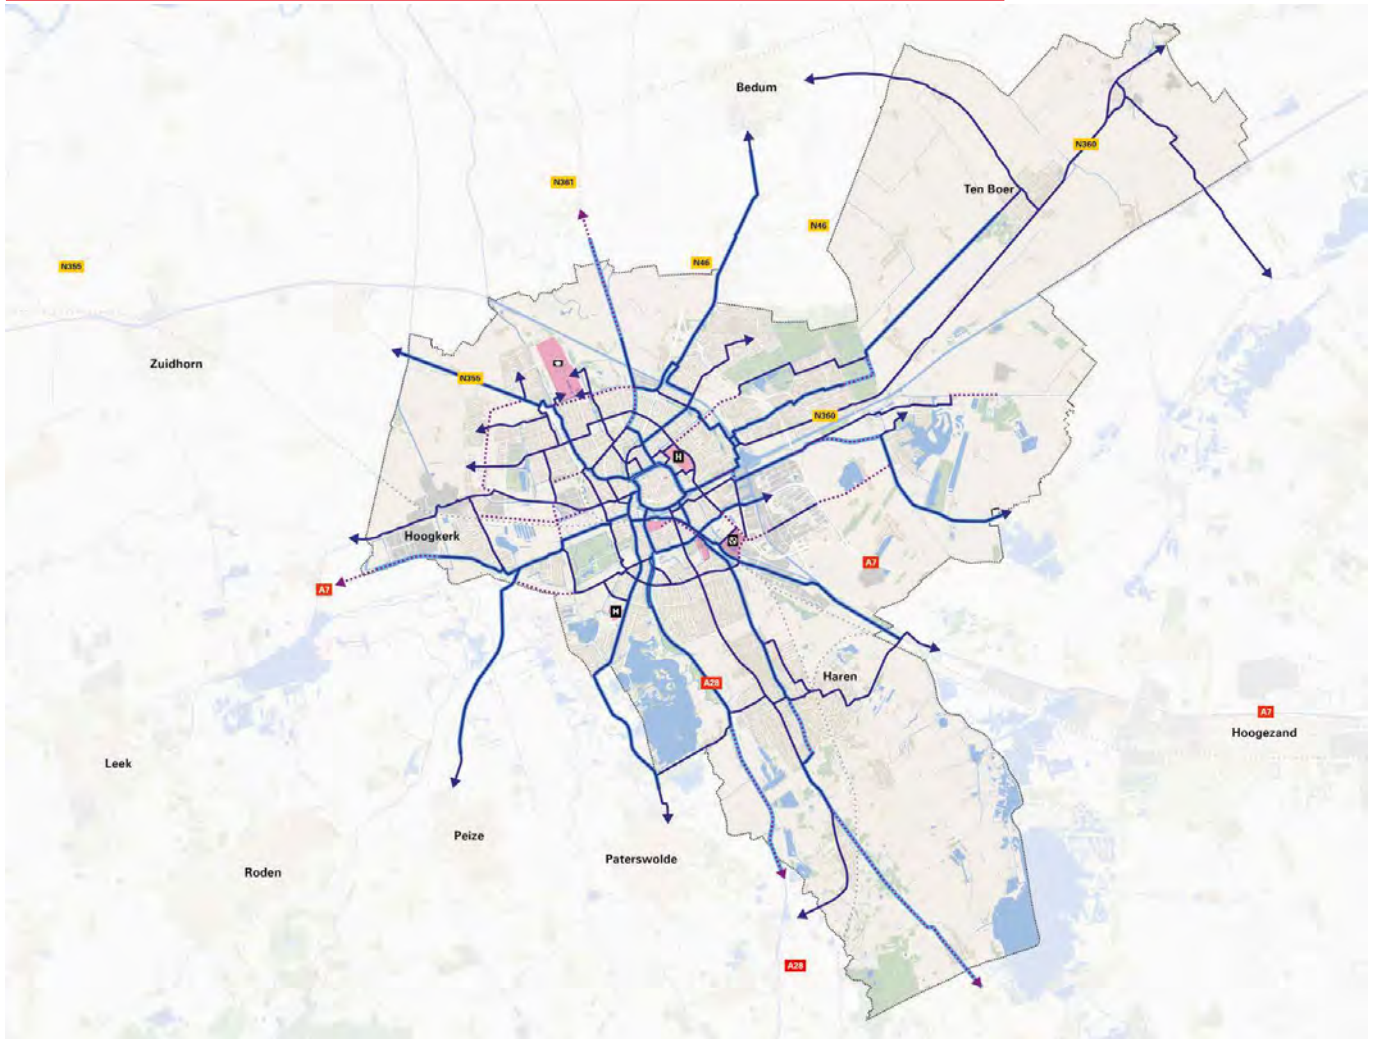 Bedum
N360
N361
Ten Boer
N46
N46
N355
Zuidhorn
N355
N360
H
Hoogkerk
A7
A7
H
Haren
A28
A7
Hoogezand
Leek
Peize
Paterswolde
Roden
A28